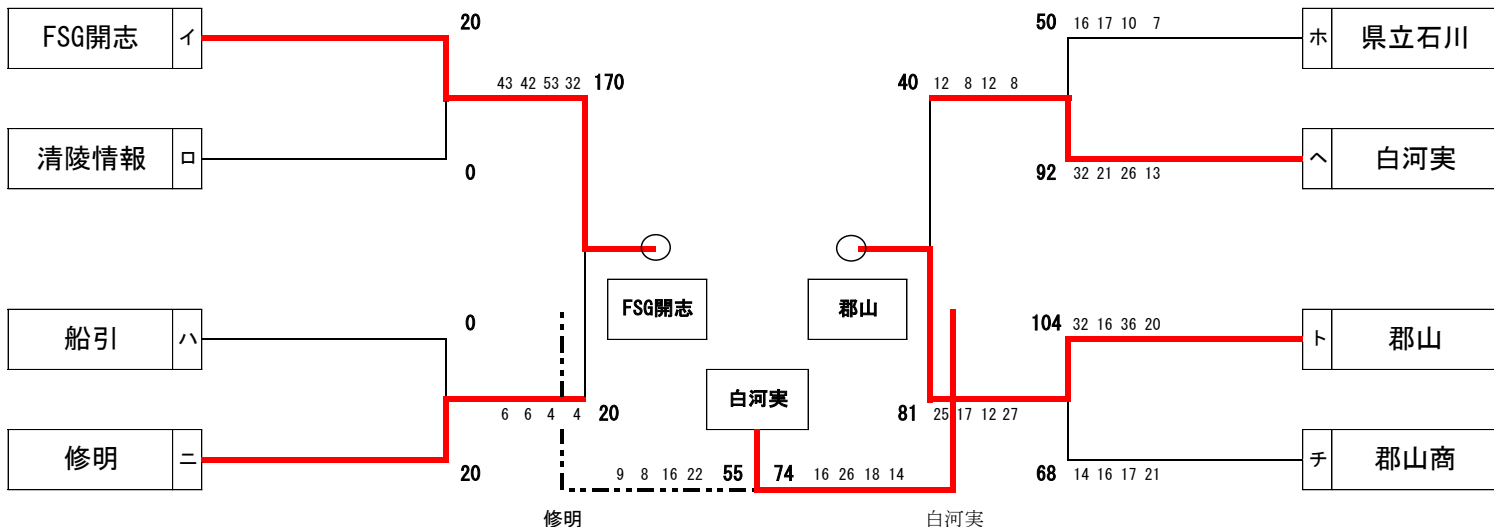 FSG開志 イ 20 50 16 17 10 7 ホ 県立石川
43 42 53 32 170 40 12 8 12 8
清陵情報 ロ 0 92 32 21 26 13 ヘ 白河実
FSG開志 郡山
船引 ハ 0 104 32 16 36 20 ト 郡山
白河実
6 6 4 4 20 81 25 17 12 27
修明 ニ 20 9 8 16 22 55 74 16 26 18 14 68 14 16 17 21 チ 郡山商
修明 白河実